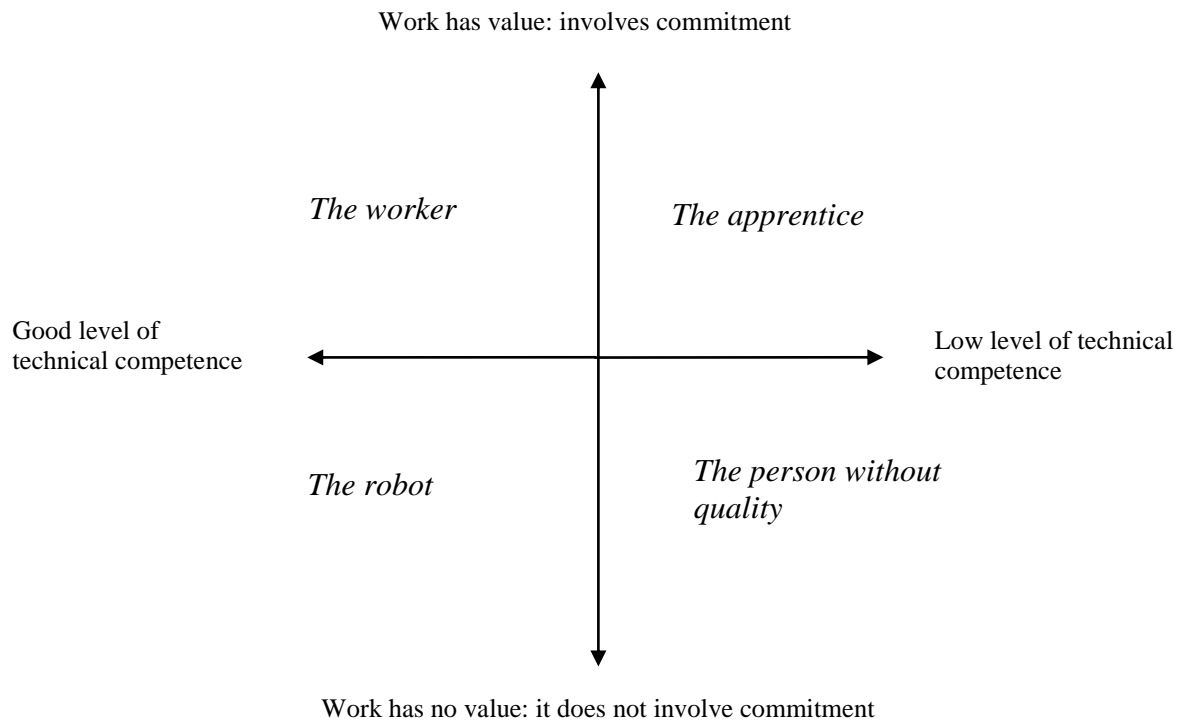 Work has value: involves commitment
The worker
The apprentice
Good level of
technical competence
Low level of technical
competence
The robot
The person without
quality
Work has no value: it does not involve commitment